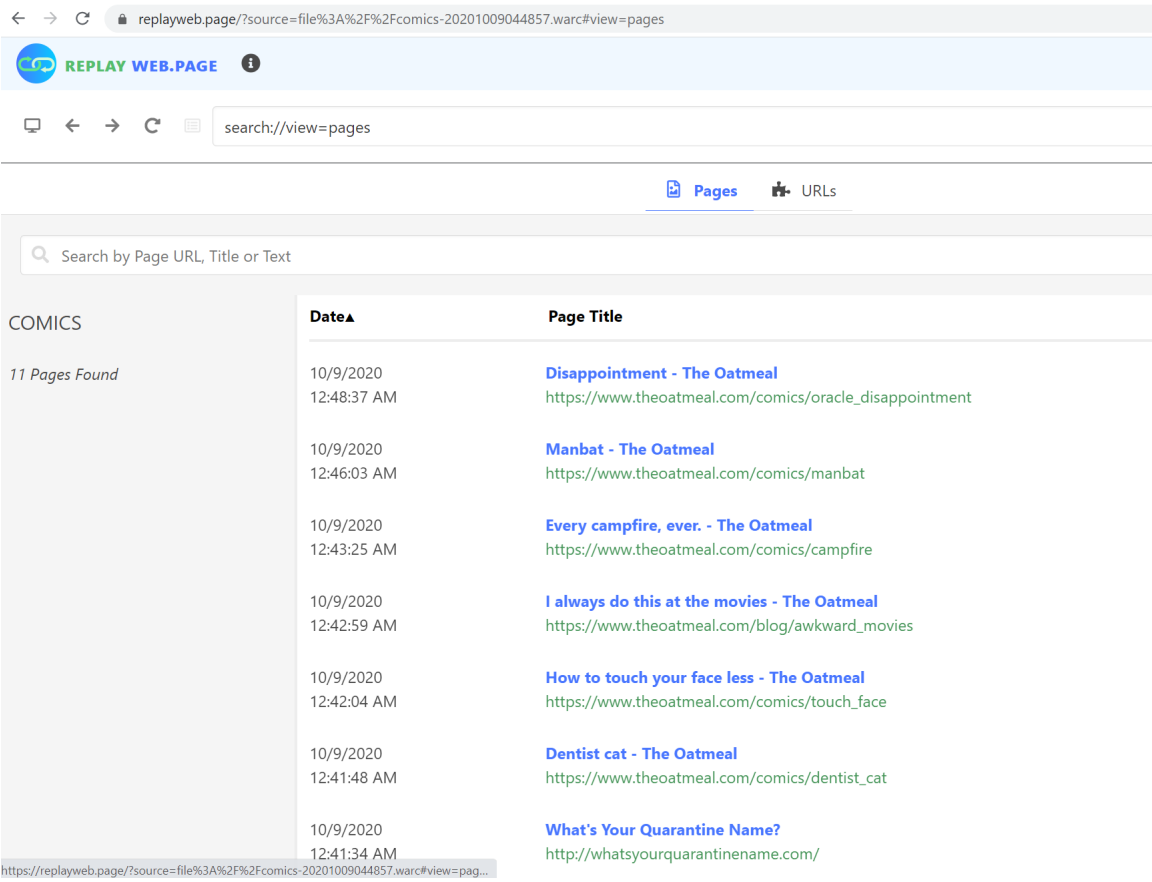 replayweb.page/?source=file%3A%2F%2Fcomics-20201009044857.warc#view=pages
REPLAY WEB.PAGE
search://view=pages
Pages URLs
Search by Page URL, Title or Text
COMICS
11 Pages Found
Date▲ Page Title
10/9/2020 Disappointment - The Oatmeal
12:48:37 AM https://www.theoatmeal.com/comics/oracle_disappointment
10/9/2020 Manbat - The Oatmeal
12:46:03 AM https://www.theoatmeal.com/comics/manbat
10/9/2020 Every campfire, ever. - The Oatmeal
12:43:25 AM https://www.theoatmeal.com/comics/campfire
10/9/2020 I always do this at the movies - The Oatmeal
12:42:59 AM https://www.theoatmeal.com/blog/awkward_movies
10/9/2020 How to touch your face less - The Oatmeal
12:42:04 AM https://www.theoatmeal.com/comics/touch_face
10/9/2020 Dentist cat - The Oatmeal
12:41:48 AM https://www.theoatmeal.com/comics/dentist_cat
10/9/2020 What's Your Quarantine Name?
12:41:34 AM http://whatsyourquarantinename.com/
https://replayweb.page/?source=file%3A%2F%2Fcomics-20201009044857.warc#view=pag...